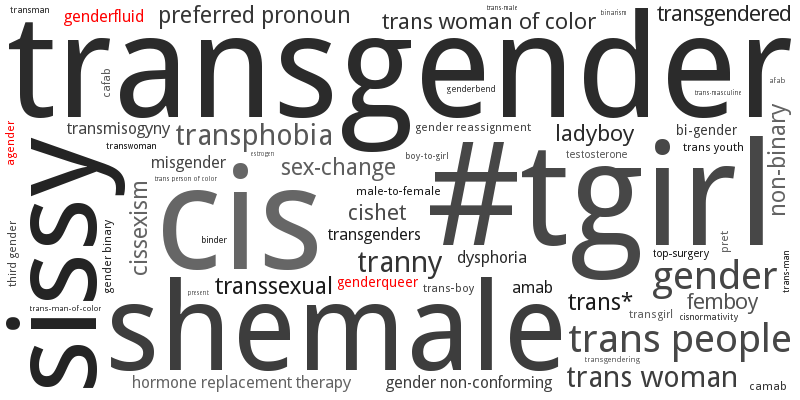 transman
genderfluid
preferred pronoun
trans woman of color
trans-male
binarism
transgendered
transgender
cafab
genderbend
trans-masculine
afab
agender
transmisogyny
transphobia
gender reassignment
ladyboy
bi-gender
non-binary
transwoman
misgender
estrogen
sex-change
boy-to-girl
testosterone
trans youth
sissy
trans person of color
cis
male-to-female
#tgirl
cissexism
cishet
third gender
gender binary
binder
transgenders
tranny
dysphoria
top-surgery
pret
trans-man
transsexual
genderqueer
trans-boy
amab
gender
present
trans-man-of-color
shemale
trans*
femboy
transgirl
cisnormativity
trans people
transgendering
hormone replacement therapy
gender non-conforming
trans woman
camab